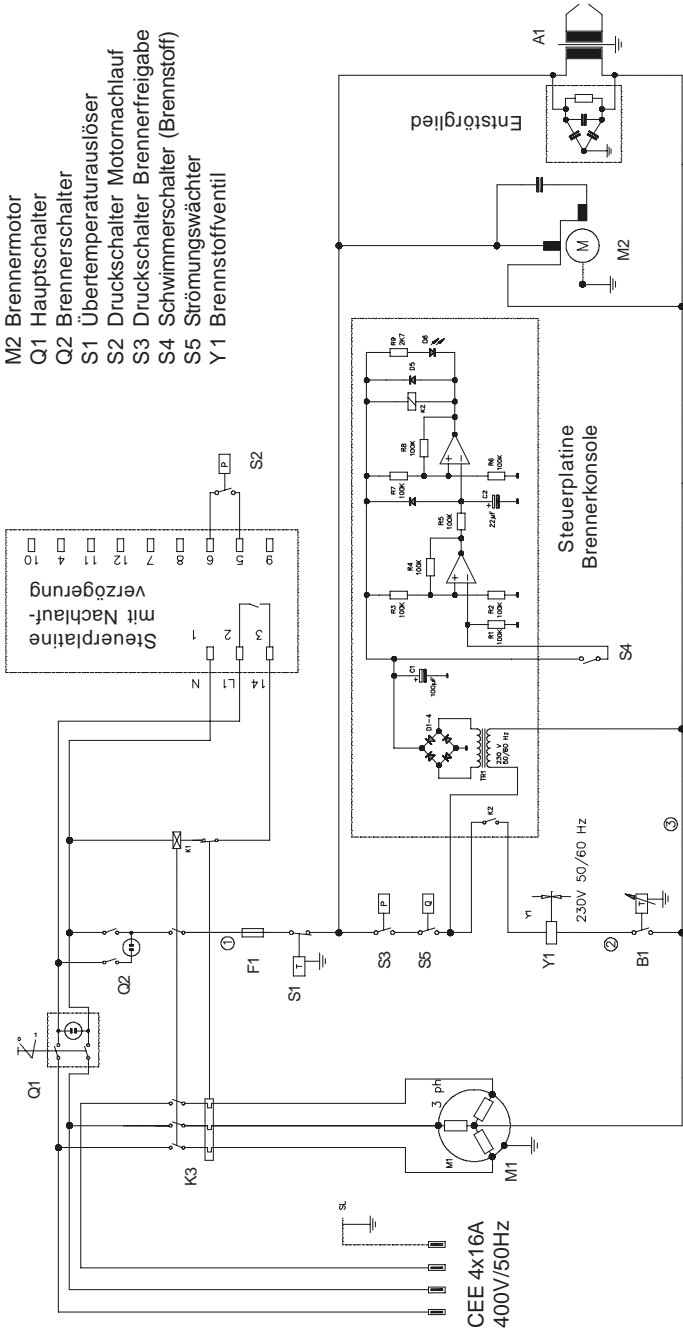 M2 Brennermotor
Q1 Hauptschalter
Q2 Brennerschalter
S1 Übertemperaturauslöser
S2 Druckschalter Motornachlauf
S3 Druckschalter Brennerfreigabe
S4 Schwimmerschalter (Brennstoff)
S5 Strömungswächter
Y1 Brennstoffventil
Steuerplatine
mit Nachlauf-
verzögerung
10
4
11
12
7
8
6
5
9
1
2
3
N
L1
14
P
S2
Q1
Q2
K1
K3
1
F1
T
S1
P
S3
Q
S5
K2
Y1
Y1
230V 50/60 Hz
2
T
B1
3
3 ph
M1
M1
SL
CEE 4x16A
400V/50Hz
D1-4
TR1
230 V
50/60 Hz
C1
+
100µF
R3
100K
R4
100K
R1
100K
R2
100K
+
-
R5
100K
C2
+
22µF
R7
100K
R8
100K
R6
100K
+
-
K2
D5
R9
2K7
D6
S4
Steuerplatine
Brennerkonsole
M
M2
Entstörglied
A1